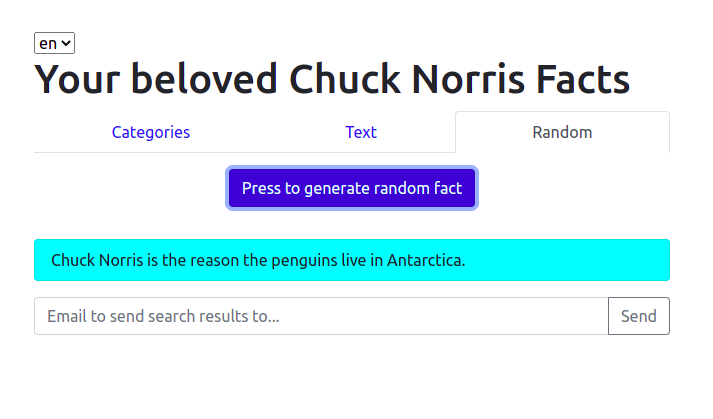 en
Your beloved Chuck Norris Facts
Categories Text Random
Press to generate random fact
Chuck Norris is the reason the penguins live in Antarctica.
Email to send search results to... Send